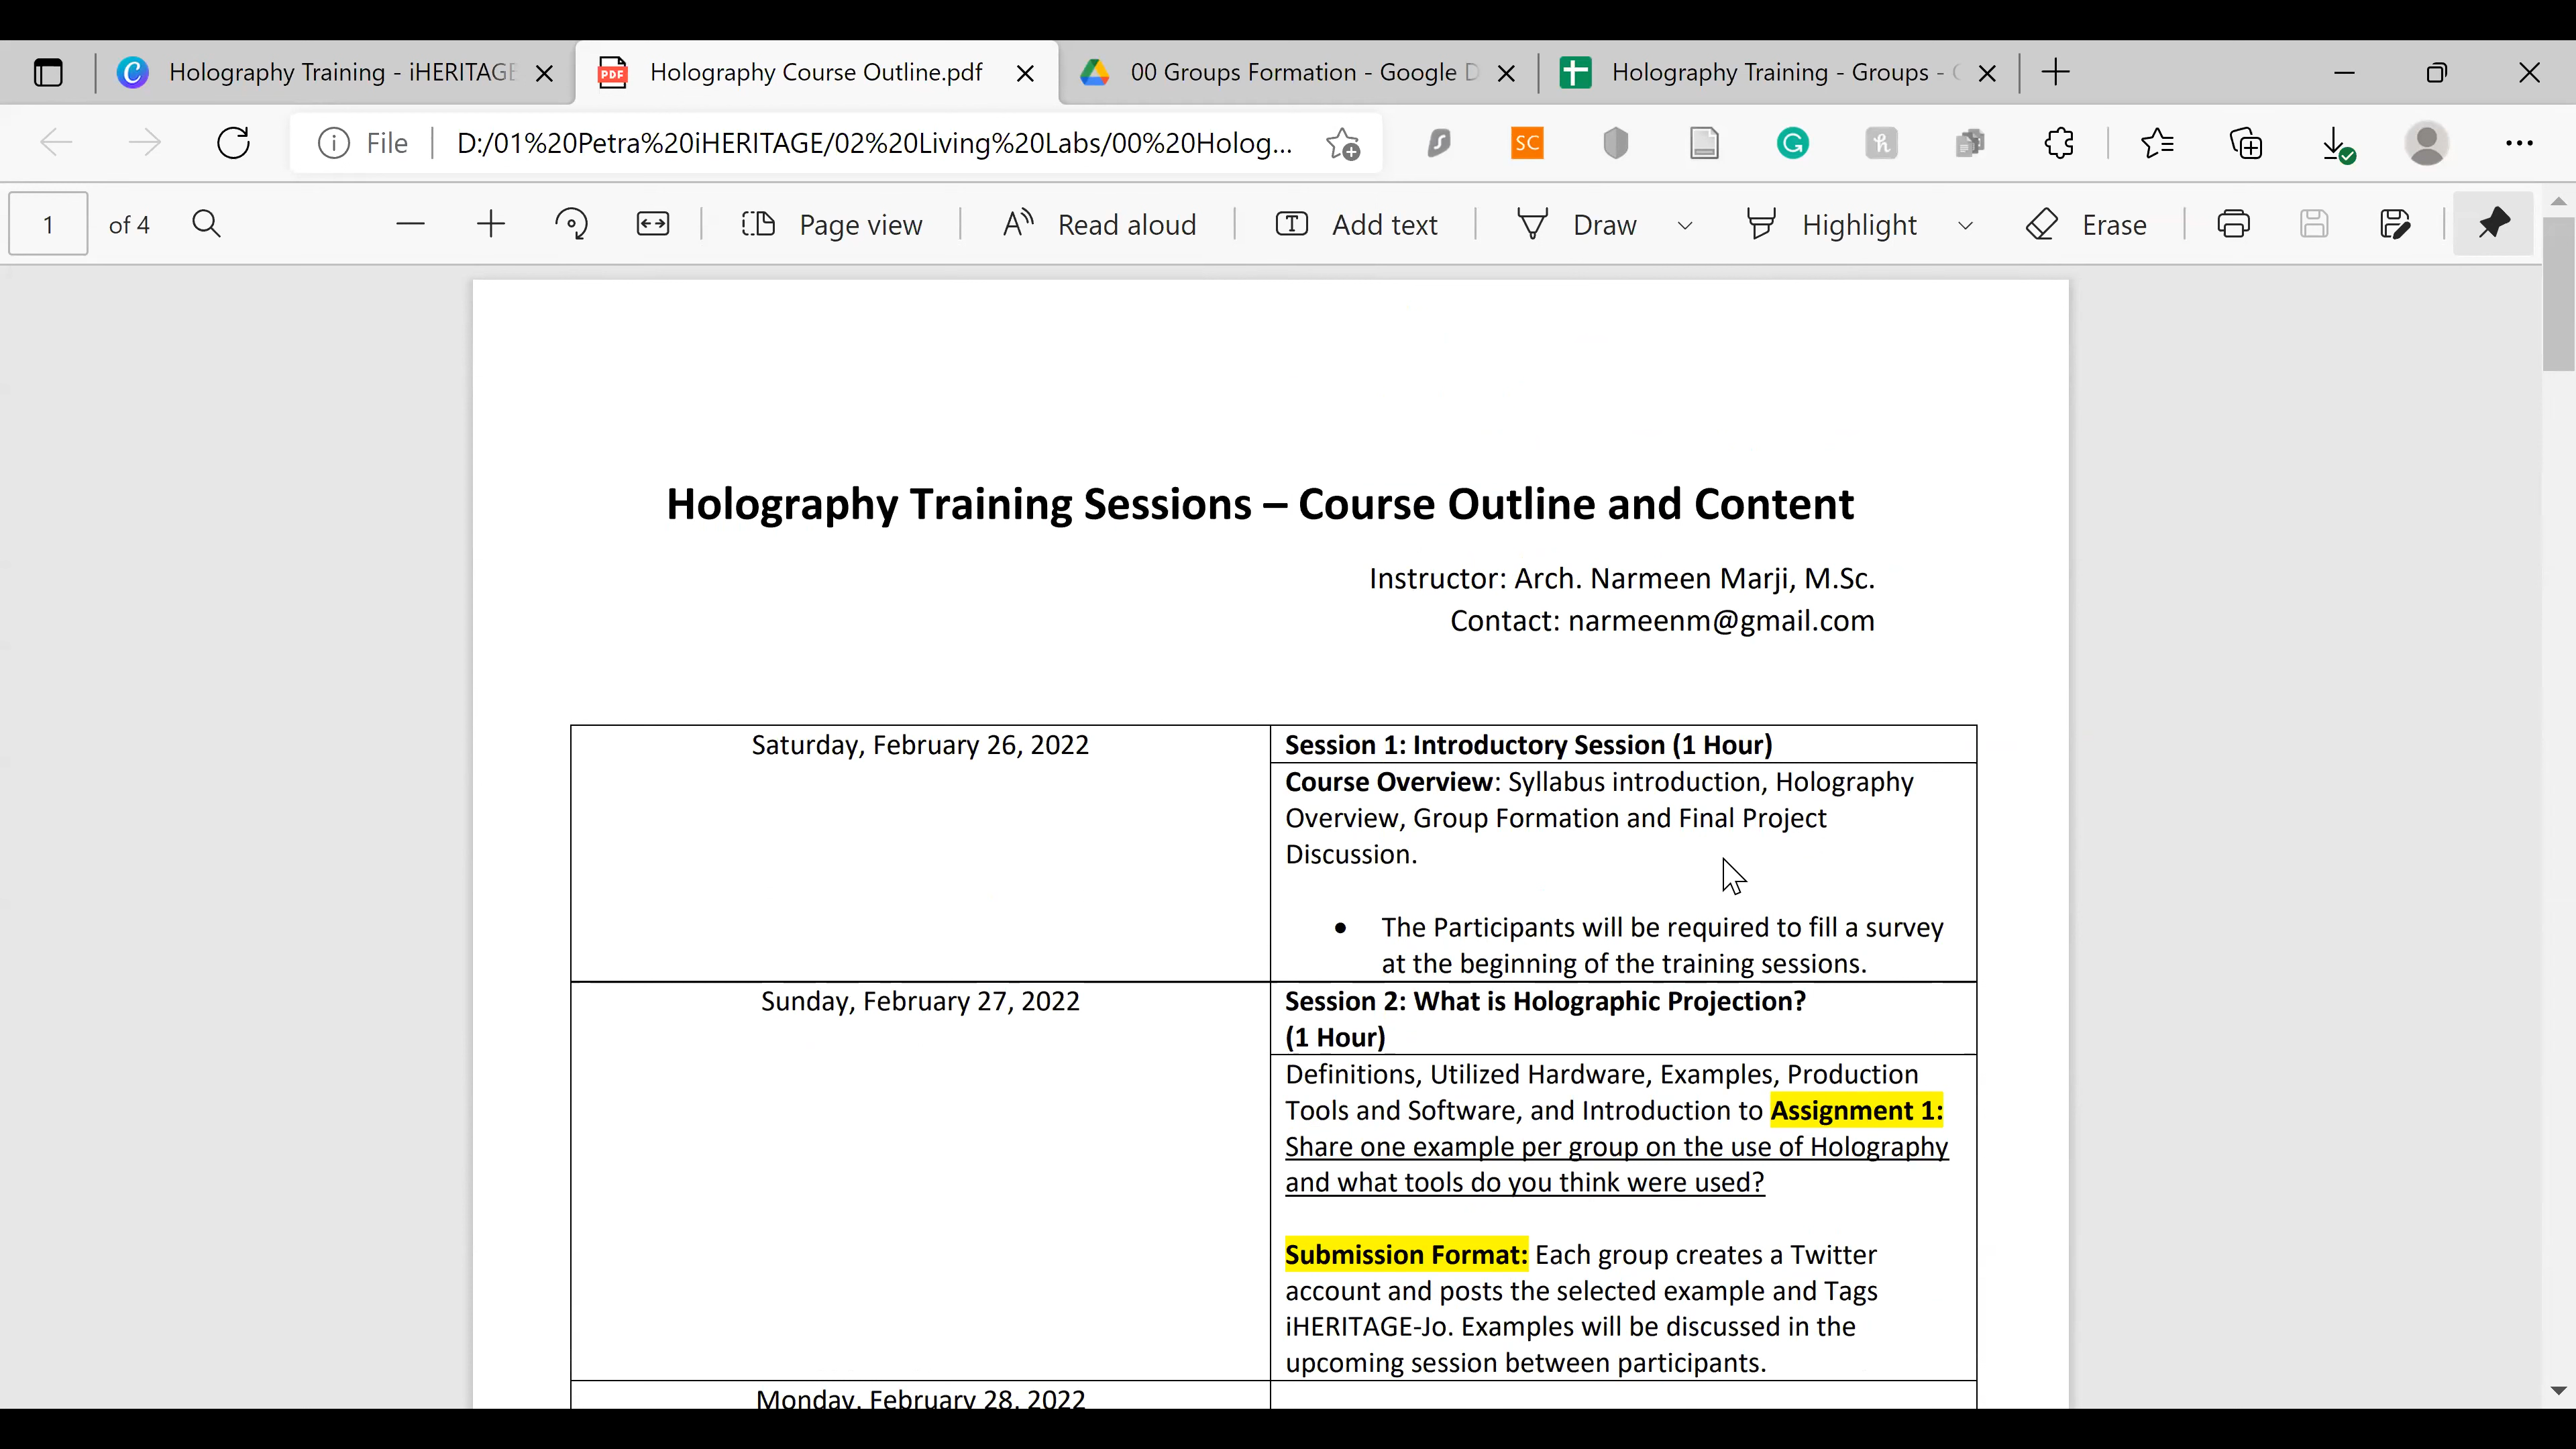 Holography Training - iHERITAGE
Holography Course Outline.pdf
00 Groups Formation - Google D
Holography Training - Groups -
File
D:/01%20Petra%20iHERITAGE/02%20Living%20Labs/00%20Holog...
SC
1
of 4
Page view
Read aloud
Add text
Draw
Highlight
Erase
Holography Training Sessions – Course Outline and Content
Instructor: Arch. Narmeen Marji, M.Sc.
Contact: narmeenm@gmail.com
Saturday, February 26, 2022
Session 1: Introductory Session (1 Hour)
Course Overview: Syllabus introduction, Holography
Overview, Group Formation and Final Project
Discussion.
• The Participants will be required to fill a survey
at the beginning of the training sessions.
Sunday, February 27, 2022
Session 2: What is Holographic Projection?
(1 Hour)
Definitions, Utilized Hardware, Examples, Production
Tools and Software, and Introduction to Assignment 1:
Share one example per group on the use of Holography
and what tools do you think were used?
Submission Format: Each group creates a Twitter
account and posts the selected example and Tags
iHERITAGE-Jo. Examples will be discussed in the
upcoming session between participants.
Monday, February 28, 2022